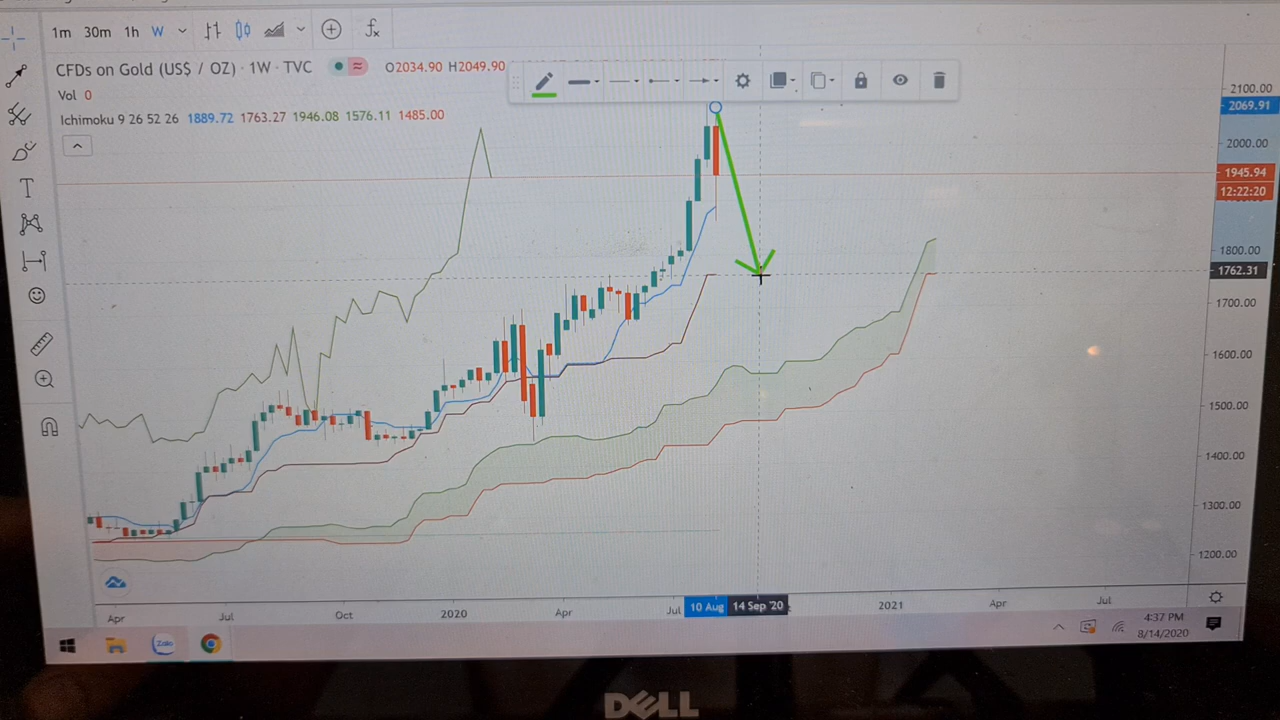 1m 30m 1h W
CFDs on Gold (US$ / OZ) · 1W · TVC O2034.90 H2049.90
Vol 0
Ichimoku 9 26 52 26 1889.72 1763.27 1946.08 1576.11 1485.00
T
2100.00
2069.91
2000.00
1945.94
12:22:20
1800.00
1762.31
1700.00
1600.00
1500.00
1400.00
1300.00
1200.00
Apr Jul Oct 2020 Apr Jul 10 Aug 14 Sep '20 2021 Apr Jul
Zalo
4:37 PM
8/14/2020
DELL